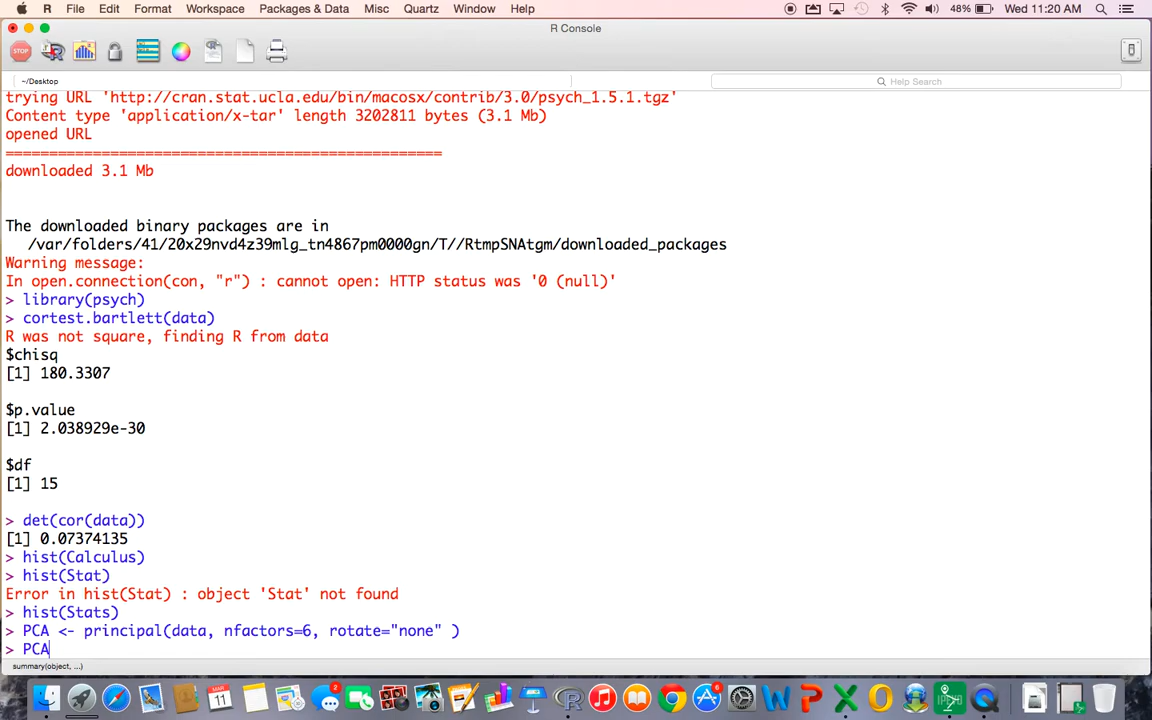 R File Edit Format Workspace Packages & Data Misc Quartz Window Help 48% Wed 11:20 AM
R Console
STOP
~/Desktop
Help Search
trying URL 'http://cran.stat.ucla.edu/bin/macosx/contrib/3.0/psych_1.5.1.tgz'
Content type 'application/x-tar' length 3202811 bytes (3.1 Mb)
opened URL
==================================================
downloaded 3.1 Mb
The downloaded binary packages are in
/var/folders/41/20x29nvd4z39mlg_tn4867pm0000gn/T//RtmpSNAtgm/downloaded_packages
Warning message:
In open.connection(con, "r") : cannot open: HTTP status was '0 (null)'
> library(psych)
> cortest.bartlett(data)
R was not square, finding R from data
$chisq
[1] 180.3307
$p.value
[1] 2.038929e-30
$df
[1] 15
> det(cor(data))
[1] 0.07374135
> hist(Calculus)
> hist(Stat)
Error in hist(Stat) : object 'Stat' not found
> hist(Stats)
> PCA <- principal(data, nfactors=6, rotate="none" )
> PCA
summary(object, ...)